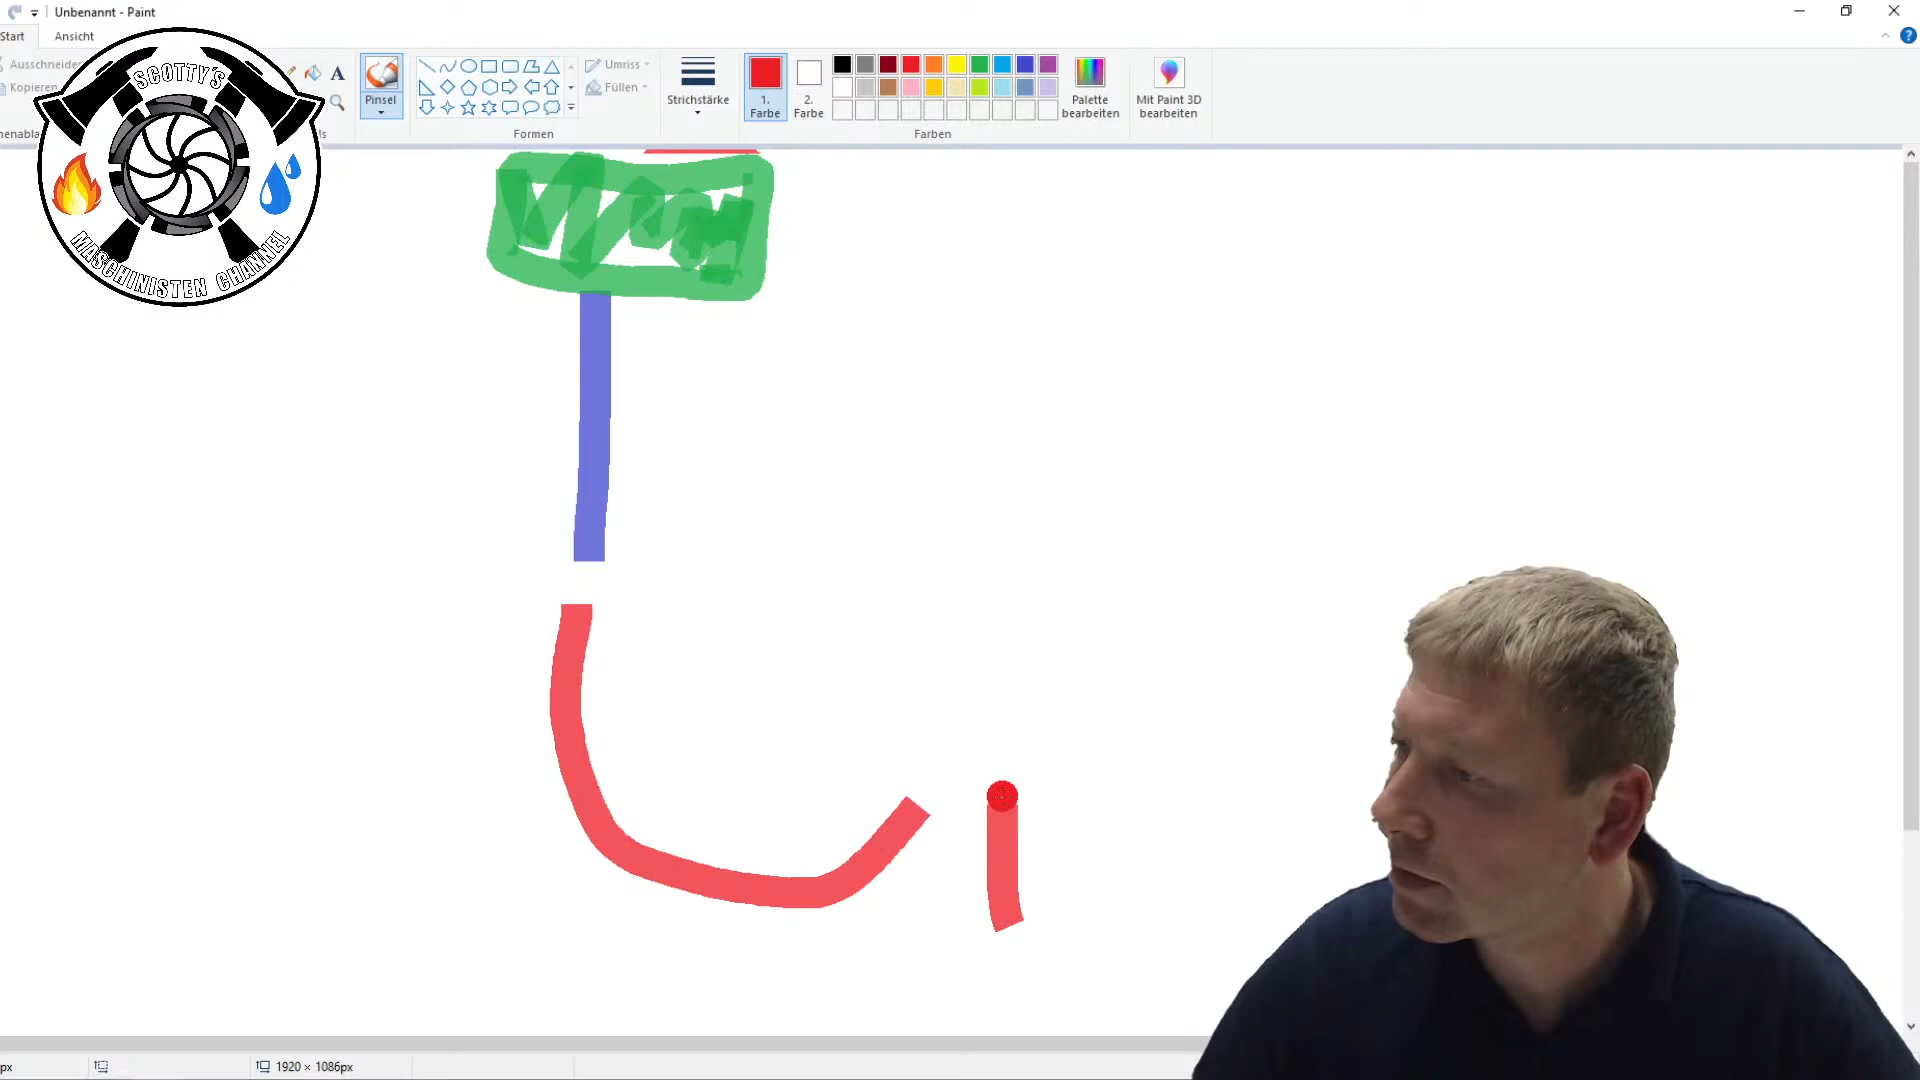 Unbenannt - Paint
Start
Ansicht
Kopieren
Pinsel
Formen
Umriss
Füllen
Strichstärke
1.
Farbe
2.
Farbe
Palette
bearbeiten
Mit Paint 3D
bearbeiten
Farben
SCOTTY'S
MASCHINISTEN CHANNEL
px
1920 × 1086px